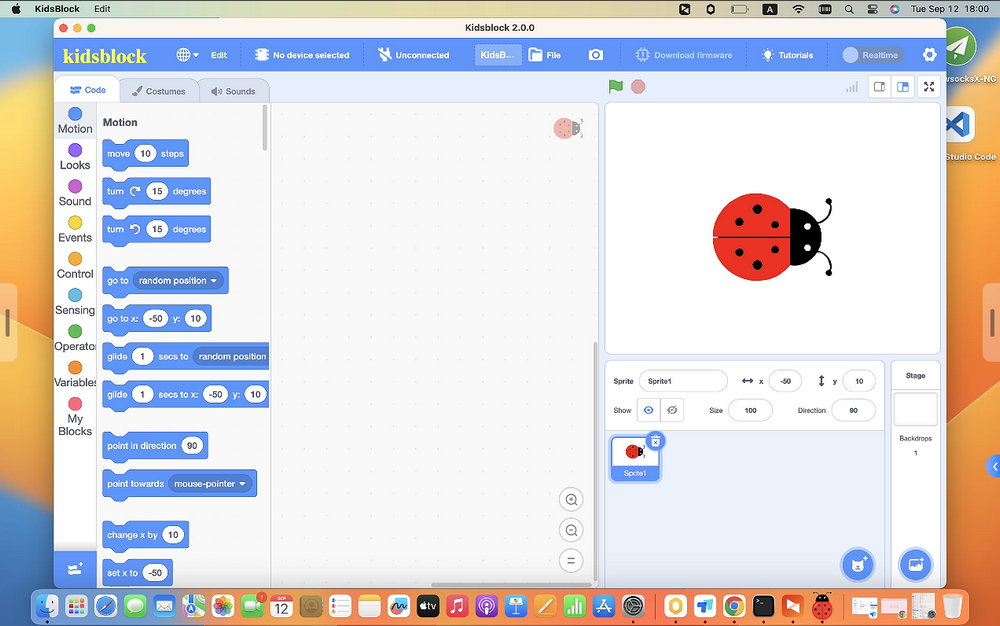 KidsBlock Edit
A
Tue Sep 12 18:00
Kidsblock 2.0.0
kidsblock Edit No device selected Unconnected KidsB... File Download firmware Tutorials Realtime
Code Costumes Sounds
Motion
Looks
Sound
Events
Control
Sensing
Operato
Variables
My
Blocks
Motion
move 10 steps
turn 15 degrees
turn 15 degrees
go to random position
go to x: -50 y: 10
glide 1 secs to random position
glide 1 secs to x: -50 y: 10
point in direction 90
point towards mouse-pointer
change x by 10
set x to -50
Sprite Sprite1 x -50 y 10
Show Size 100 Direction 90
Sprite1
Stage
Backdrops
1
wsocksX-NG
Studio Code
1
SEP
12
tv